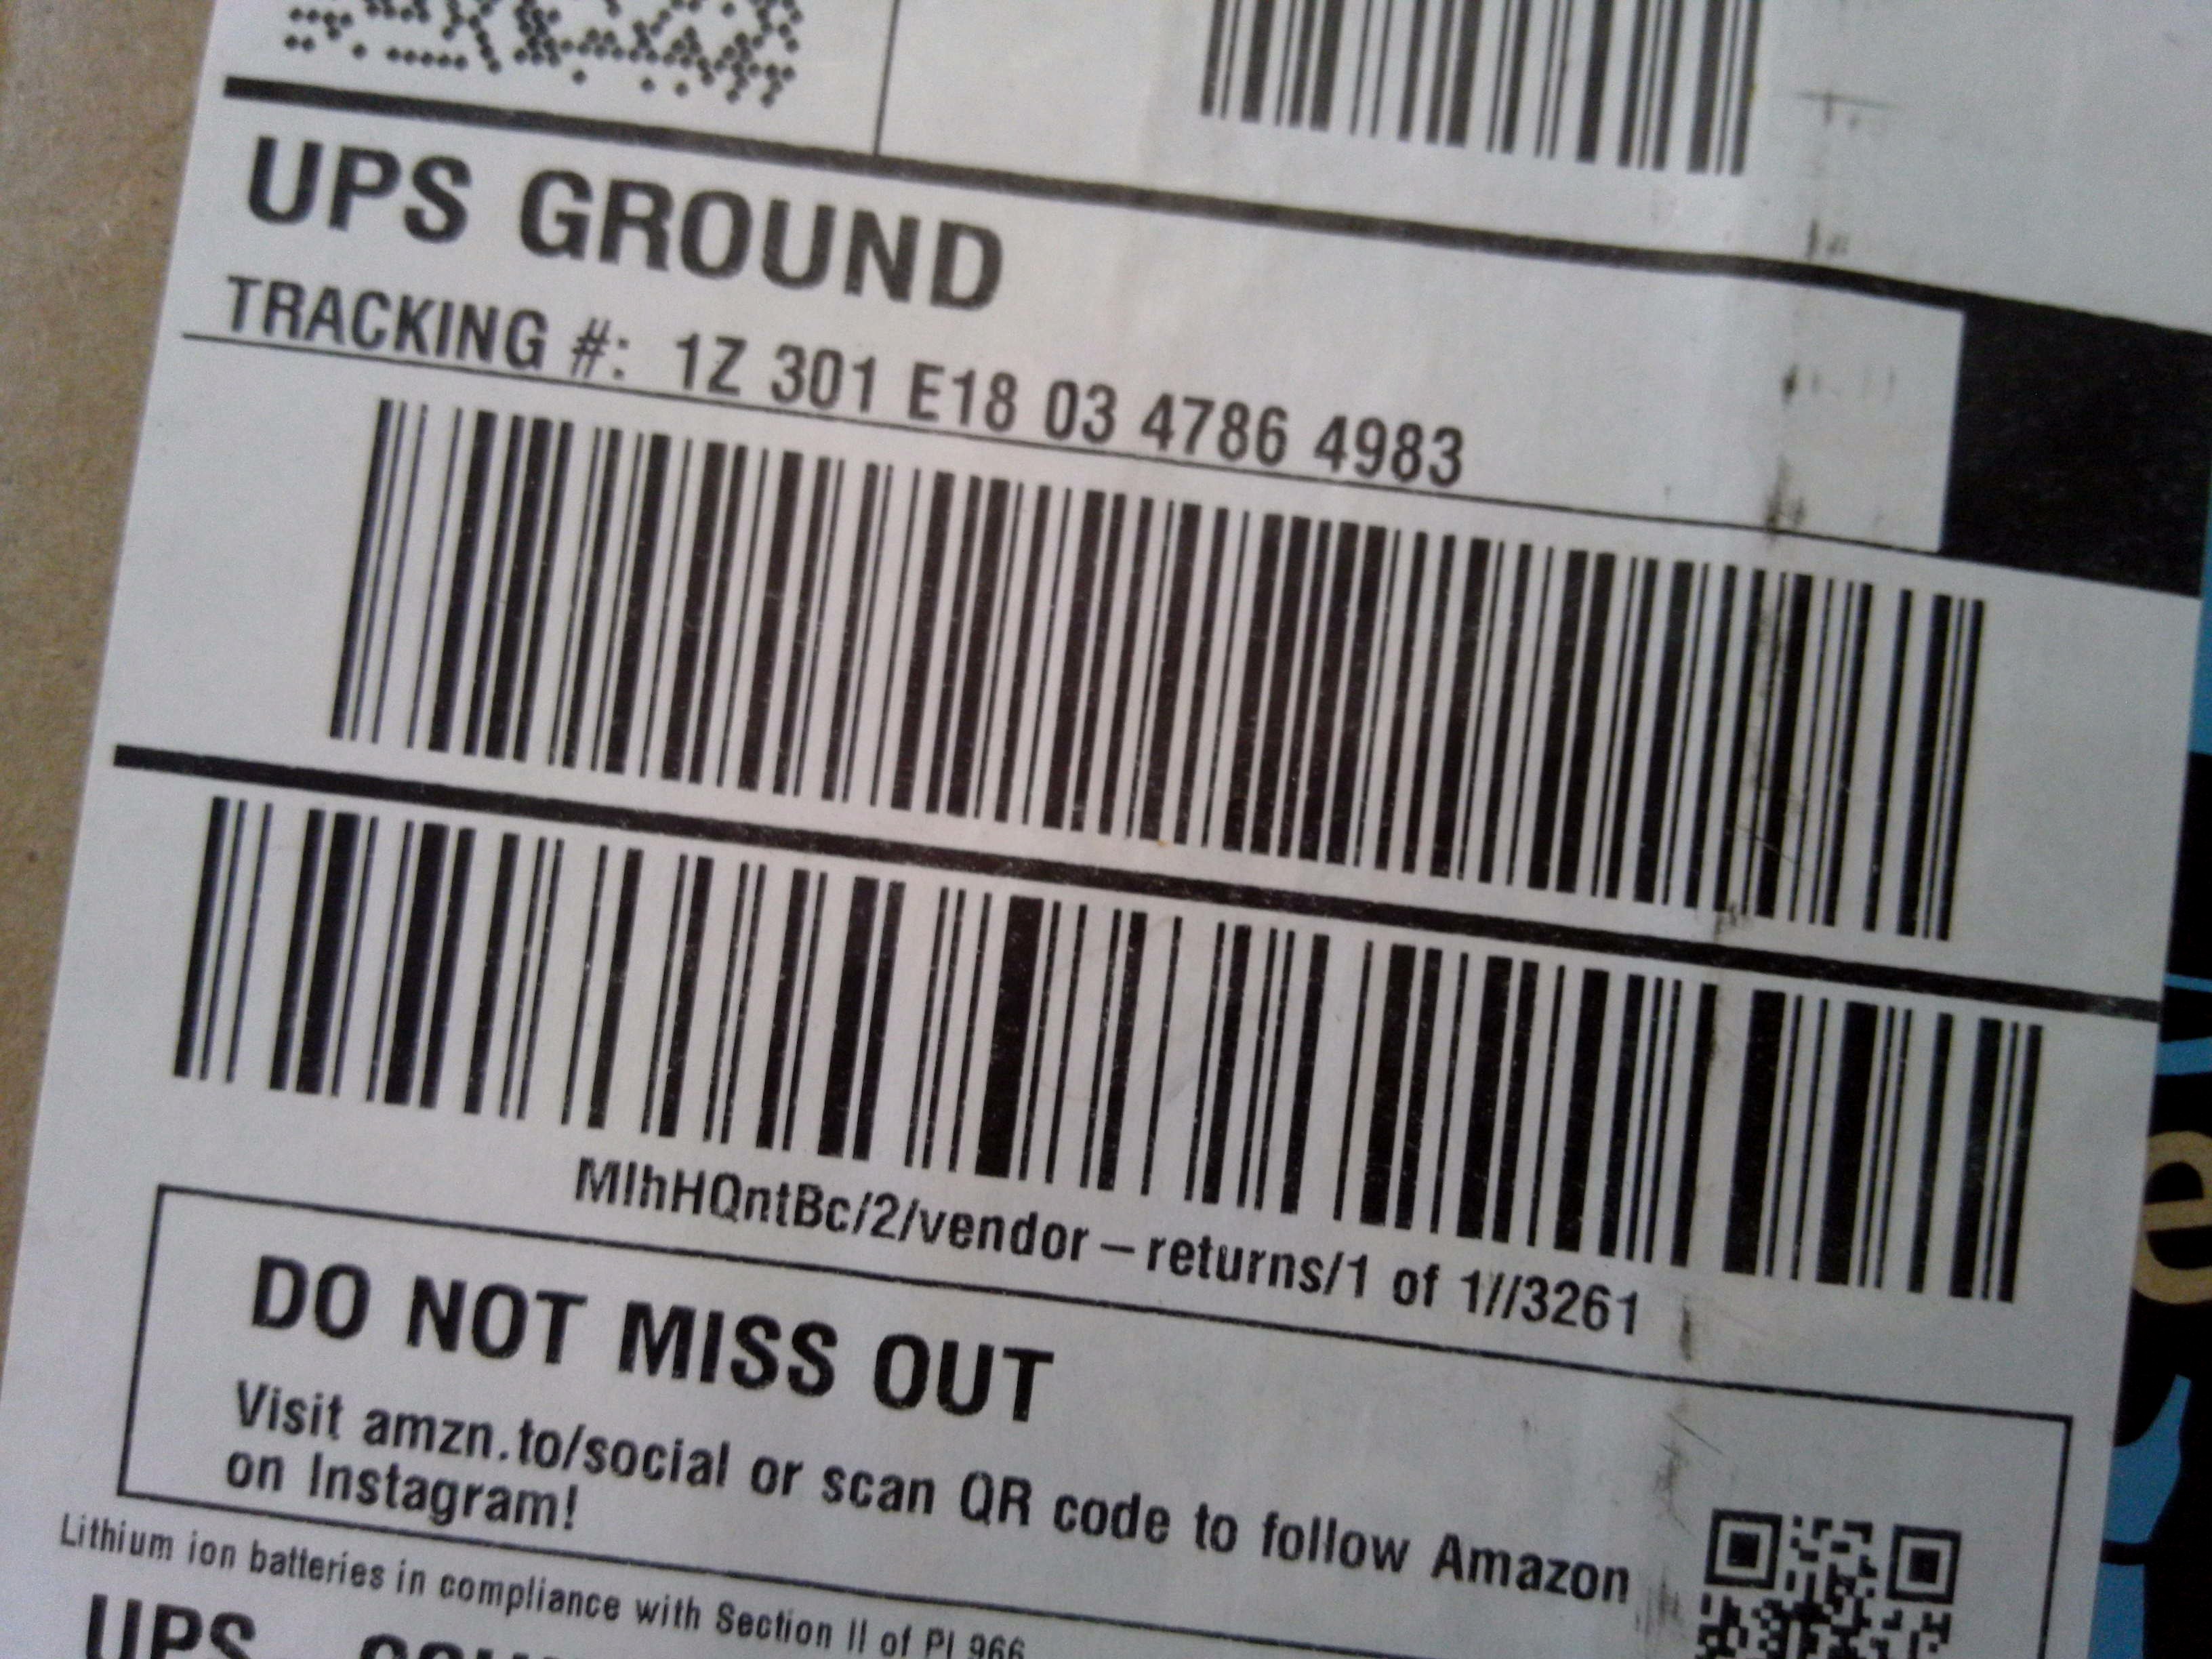 UPS GROUND
TRACKING #: 1Z 301 E18 03 4786 4983
MlhHQntBc/2/vendor – returns/1 of 1//3261
DO NOT MISS OUT
Visit amzn.to/social or scan QR code to follow Amazon
on Instagram!
Lithium ion batteries in compliance with Section II of PI 966
UPS